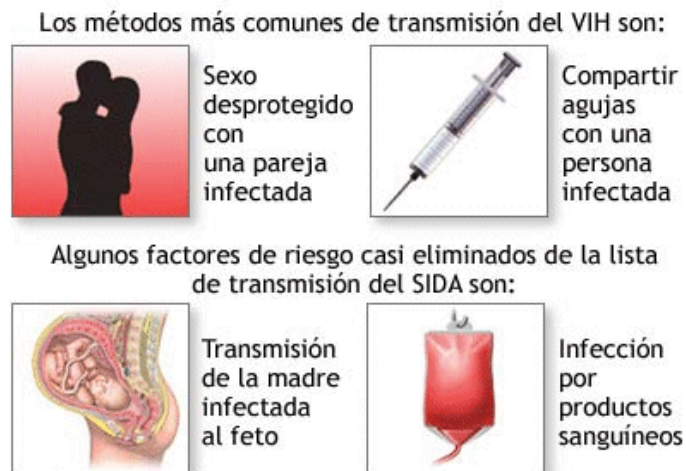 Los métodos más comunes de transmisión del VIH son:
Sexo
desprotegido
con
una pareja
infectada
Compartir
agujas
con una
persona
infectada
Algunos factores de riesgo casi eliminados de la lista
de transmisión del SIDA son:
Transmisión
de la madre
infectada
al feto
Infección
por
productos
sanguíneos